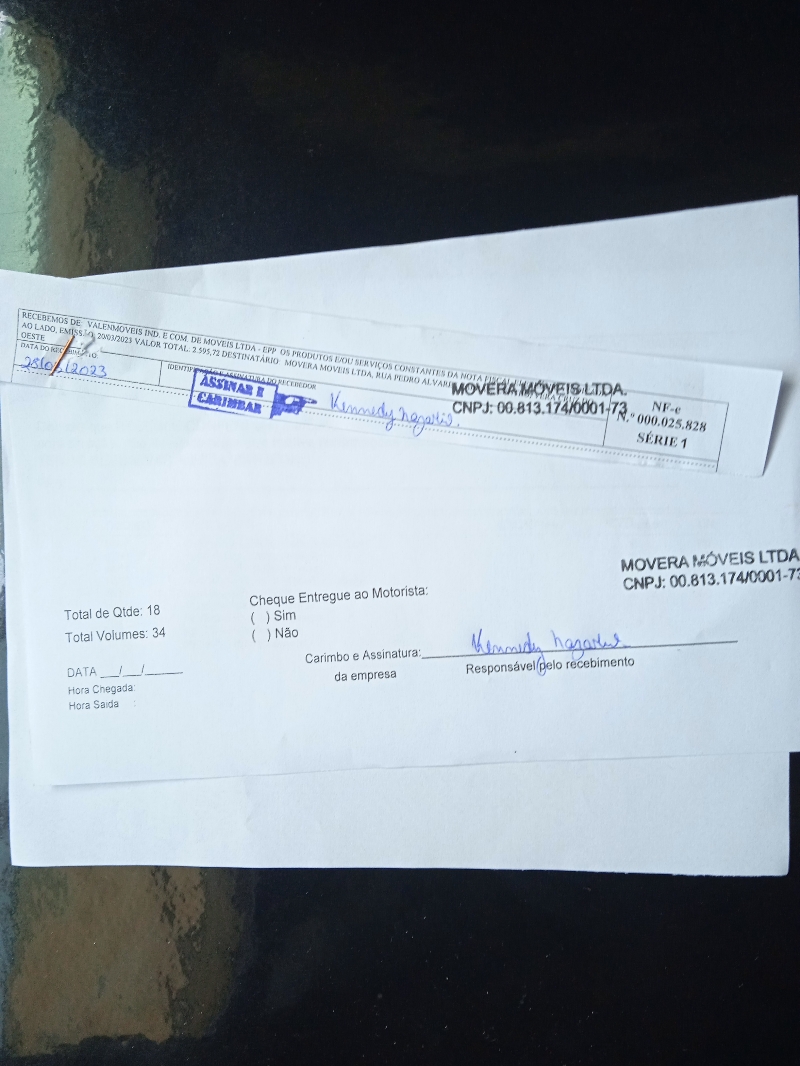 RECEBEMOS DE: VALENMOVEIS IND. E COM. DE MOVEIS LTDA - EPP OS PRODUTOS E/OU SERVIÇOS CONSTANTES DA NOTA FISCAL
AO LADO. EMISSÃO 20/03/2023 VALOR TOTAL: 2.595,72 DESTINATÁRIO MOVERA MOVEIS LTDA, RUA PEDRO ALVARES
OESTE
DATA DO RECEBIMENTO
IDENTIFICAÇÃO E ASSINATURA DO RECEBEDOR
2023
ASSINAR E
CARIMBAR
Kennedy
MOVERA MÓVEIS LTDA.
CNPJ: 00.813.174/0001-73
NF-e
N.º 000.025.828
SÉRIE 1
MOVERA MÓVEIS LTDA
CNPJ: 00.813.174/0001-73
Total de Qtde: 18
Total Volumes: 34
Cheque Entregue ao Motorista:
( ) Sim
( ) Não
Carimbo e Assinatura: Kennedy
da empresa
Responsável pelo recebimento
DATA ___/___/______
Hora Chegada:
Hora Saída :